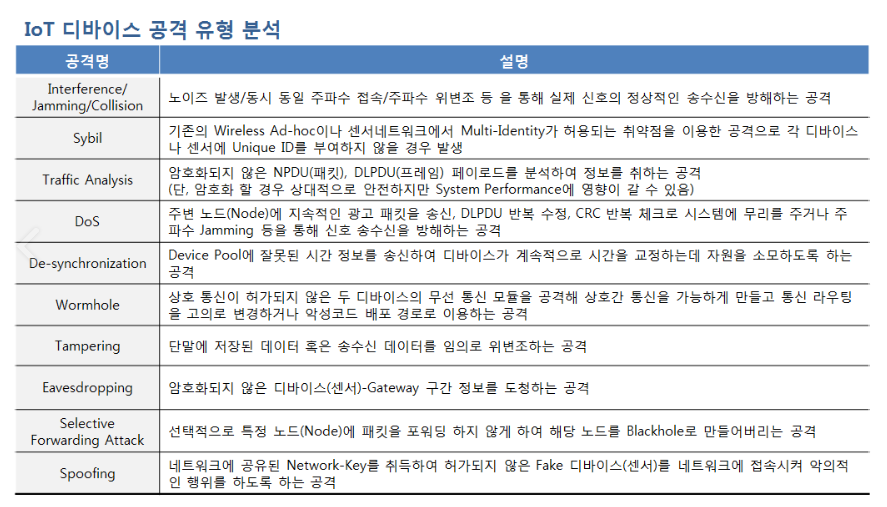 IoT 디바이스 공격 유형 분석
공격명 설명
Interference/
Jamming/Collision
노이즈 발생/동시 동일 주파수 접속/주파수 위변조 등 을 통해 실제 신호의 정상적인 송수신을 방해하는 공격
Sybil
기존의 Wireless Ad-hoc이나 센서네트워크에서 Multi-Identity가 허용되는 취약점을 이용한 공격으로 각 디바이스
나 센서에 Unique ID를 부여하지 않을 경우 발생
Traffic Analysis
암호화되지 않은 NPDU(패킷), DLPDU(프레임) 페이로드를 분석하여 정보를 취하는 공격
(단, 암호화 할 경우 상대적으로 안전하지만 System Performance에 영향이 갈 수 있음)
DoS
주변 노드(Node)에 지속적인 광고 패킷을 송신, DLPDU 반복 수정, CRC 반복 체크로 시스템에 무리를 주거나 주
파수 Jamming 등을 통해 신호 송수신을 방해하는 공격
De-synchronization
Device Pool에 잘못된 시간 정보를 송신하여 디바이스가 계속적으로 시간을 교정하는데 자원을 소모하도록 하는
공격
Wormhole
상호 통신이 허가되지 않은 두 디바이스의 무선 통신 모듈을 공격해 상호간 통신을 가능하게 만들고 통신 라우팅
을 고의로 변경하거나 악성코드 배포 경로로 이용하는 공격
Tampering
단말에 저장된 데이터 혹은 송수신 데이터를 임의로 위변조하는 공격
Eavesdropping
암호화되지 않은 디바이스(센서)-Gateway 구간 정보를 도청하는 공격
Selective
Forwarding Attack
선택적으로 특정 노드(Node)에 패킷을 포워딩 하지 않게 하여 해당 노드를 Blackhole로 만들어버리는 공격
Spoofing
네트워크에 공유된 Network-Key를 취득하여 허가되지 않은 Fake 디바이스(센서)를 네트워크에 접속시켜 악의적
인 행위를 하도록 하는 공격